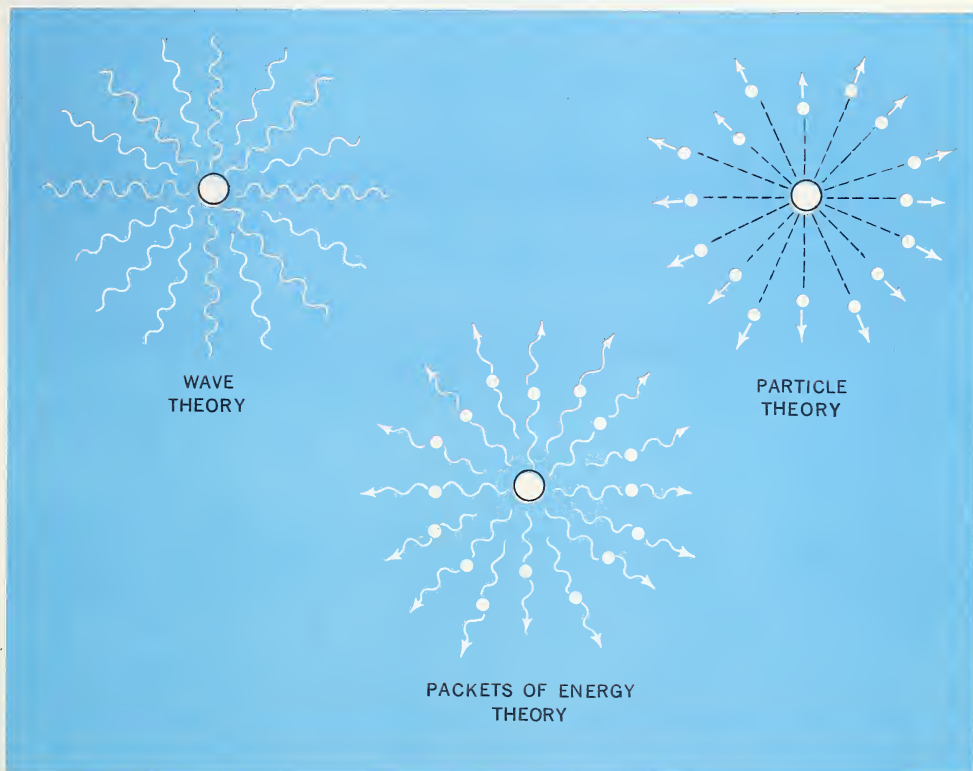 WAVE
THEORY
PARTICLE
THEORY
PACKETS OF ENERGY
THEORY